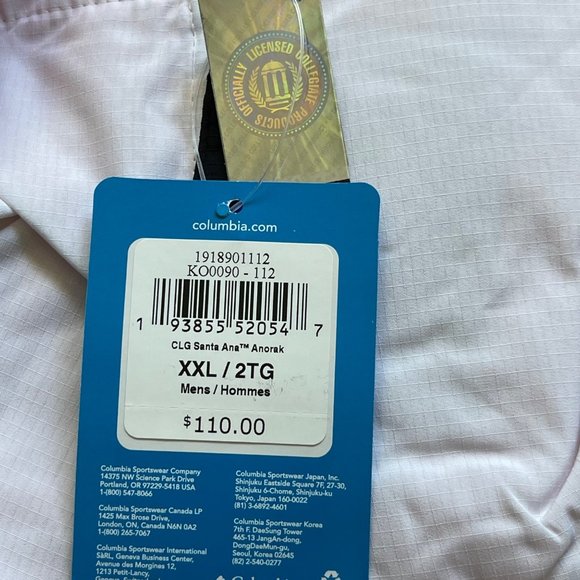 OFFICIALLY LICENSED COLLEGIATE PRODUCTS
columbia.com
1918901112
KO0090 - 112
1 93855 52054 7
CLG Santa Ana™ Anorak
XXL / 2TG
Mens / Hommes
$110.00
Columbia Sportswear Company
14375 NW Science Park Drive
Portland, OR 97229-5418 USA
1-(800) 547-8066
Columbia Sportswear Canada LP
1425 Max Brose Drive,
London, ON, Canada N6N 0A2
1-(800) 265-7067
Columbia Sportswear International
SàRL, Geneva Business Center,
Avenue des Morgines 12,
1213 Petit-Lancy,
Columbia Sportswear Japan, Inc.
Shinjuku Eastside Square 7F, 27-30,
Shinjuku 6-Chome, Shinjuku-ku
Tokyo, Japan 160-0022
(81) 3-6892-4601
Columbia Sportswear Korea
7th F. DaeSung Tower
465-13 JangAn-dong,
DongDaeMun-gu,
Seoul, Korea
82-2-540-0277
Columbia